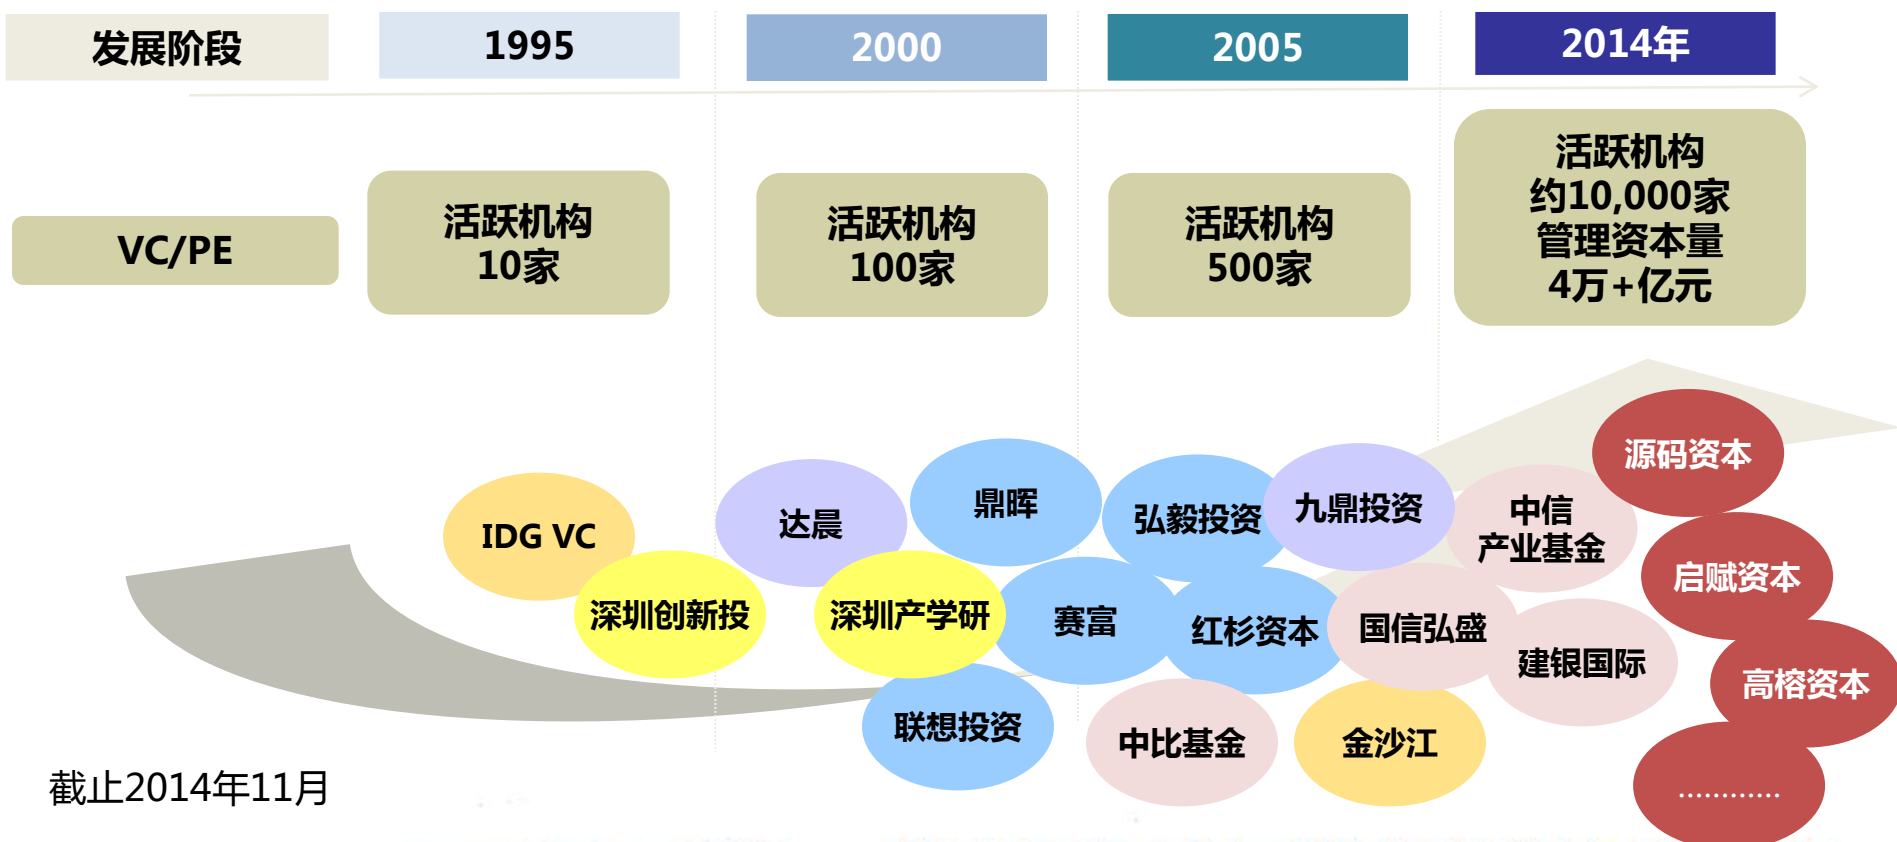 发展阶段
1995
2000
2005
2014年
VC/PE
活跃机构
10家
活跃机构
100家
活跃机构
500家
活跃机构
约10,000家
管理资本量
4万+亿元
IDG VC
深圳创新投
达晨
深圳产学研
鼎晖
赛富
联想投资
弘毅投资
红杉资本
中比基金
九鼎投资
国信弘盛
金沙江
中信
产业基金
建银国际
源码资本
启赋资本
高榕资本
............
截止2014年11月